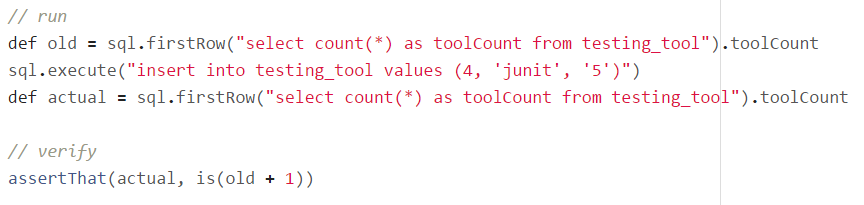 // run
def old = sql.firstRow("select count(*) as toolCount from testing_tool").toolCount
sql.execute("insert into testing_tool values (4, 'junit', '5')")
def actual = sql.firstRow("select count(*) as toolCount from testing_tool").toolCount
// verify
assertThat(actual, is(old + 1))